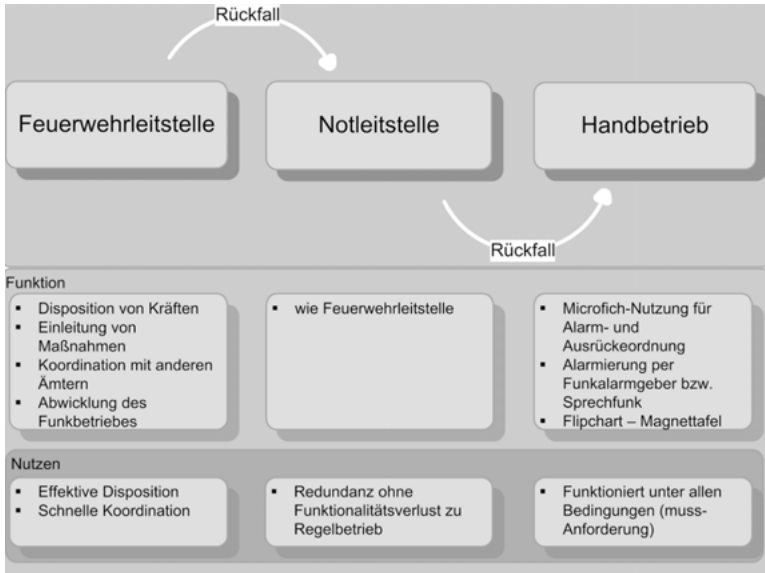 Rückfall
Feuerwehrleitstelle
Notleitstelle
Handbetrieb
Rückfall
Funktion
▪ Disposition von Kräften
▪ Einleitung von
Maßnahmen
▪ Koordination mit anderen
Ämtern
▪ Abwicklung des
Funkbetriebes
▪ wie Feuerwehrleitstelle
▪ Microfich-Nutzung für
Alarm- und
Ausrückeordnung
▪ Alarmierung per
Funkalarmgeber bzw.
Sprechfunk
▪ Flipchart – Magnettafel
Nutzen
▪ Effektive Disposition
▪ Schnelle Koordination
▪ Redundanz ohne
Funktionalitätsverlust zu
Regelbetrieb
▪ Funktioniert unter allen
Bedingungen (muss-
Anforderung)